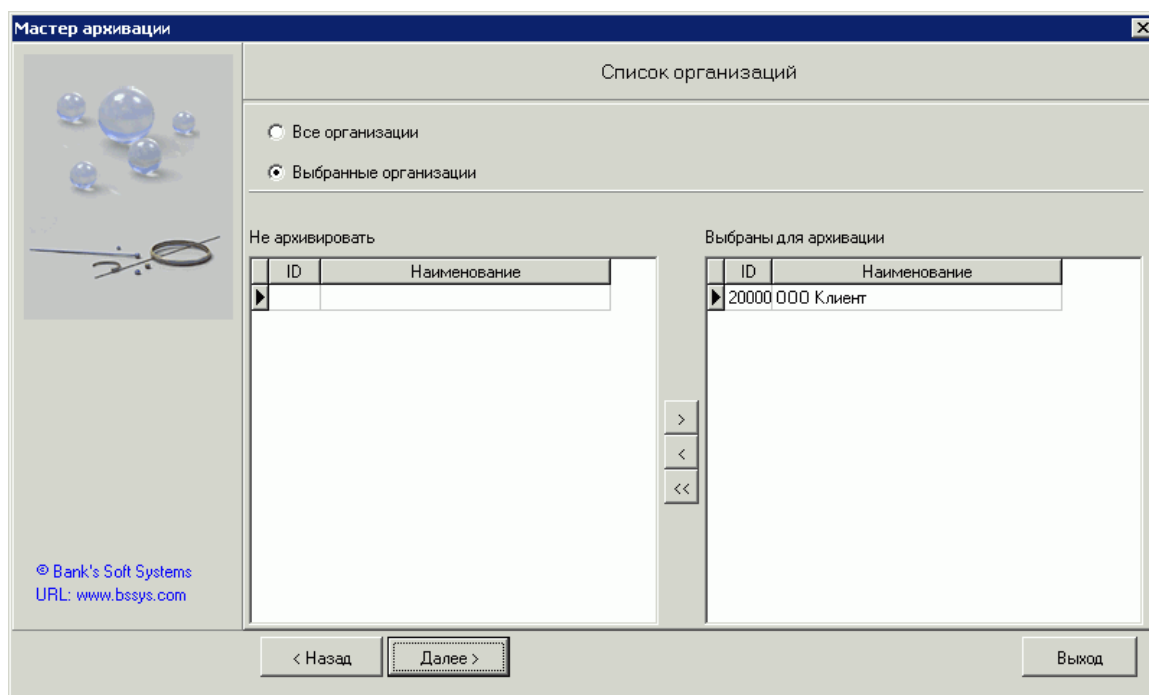 Мастер архивации
Список организаций
Все организации
Выбранные организации
Не архивировать
Выбраны для архивации
ID Наименование
ID Наименование
20000 ООО Клиент
>
<
<<
© Bank's Soft Systems
URL: www.bssys.com
< Назад
Далее >
Выход